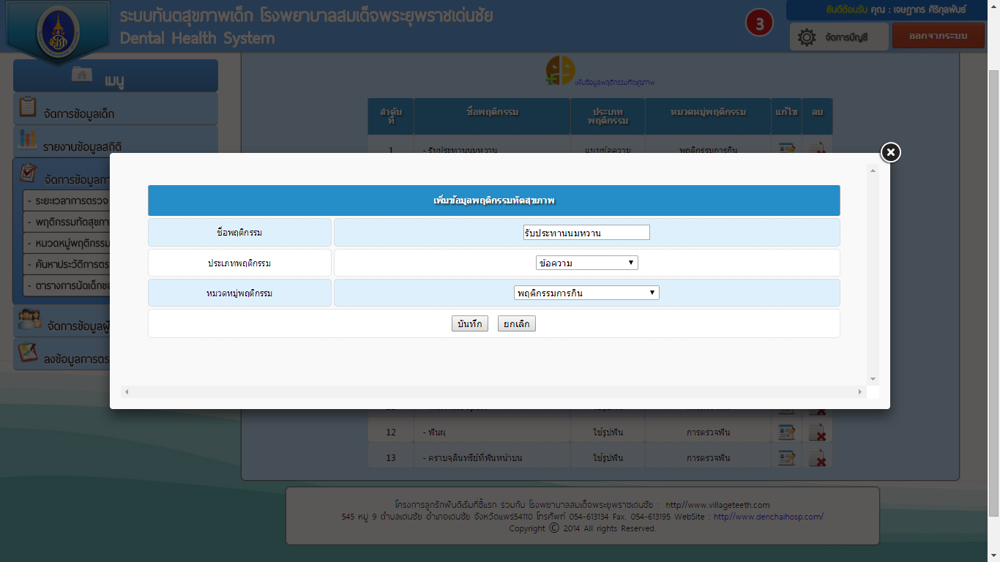 ระบบทันตสุขภาพเด็ก โรงพยาบาลสมเด็จพระยุพราชเด่นชัย
Dental Health System
3
ยินดีต้อนรับ คุณ : เจษฎากร ศิริกุลพันธ์
จัดการบัญชี
ออกจากระบบ
เมนู
จัดการข้อมูลเด็ก
รายงานข้อมูลสถิติ
จัดการข้อมูลกา
- ระยะเวลาการตรวจ
- พฤติกรรมทัตสุขภา
- หมวดหมู่พฤติกรรม
- ค้นหาประวัติการตร
- ตารางการนัดเด็กขอ
จัดการข้อมูลผู้
ลงข้อมูลการตร
เพิ่มข้อมูลพฤติกรรมทัตสุขภาพ
ลำดับที่ ชื่อพฤติกรรม ประเภทพฤติกรรม หมวดหมู่พฤติกรรม แก้ไข ลบ
1 - รับประทานนมหวาน แบบข้อความ พฤติกรรมการกิน
เพิ่มข้อมูลพฤติกรรมทัตสุขภาพ
ชื่อพฤติกรรม รับประทานนมหวาน
ประเภทพฤติกรรม ข้อความ
หมวดหมู่พฤติกรรม พฤติกรรมการกิน
บันทึก ยกเลิก
12 - ฟันผุ ใช้รูปฟัน การตรวจฟัน
13 - คราบจุลินทรีย์ที่ฟันหน้าบน ใช้รูปฟัน การตรวจฟัน
โครงการลูกรักฟันดีเริ่มที่ซี่แรก ร่วมกับ โรงพยาบาลสมเด็จพระยุพราชเด่นชัย : http://www.villageteeth.com
545 หมู่ 9 ตำบลเด่นชัย อำเภอเด่นชัย จังหวัดแพร่54110 โทรศัพท์ 054-613134 Fax. 054-613195 WebSite : http://www.denchaihosp.com/
Copyright © 2014 All rights Reserved.